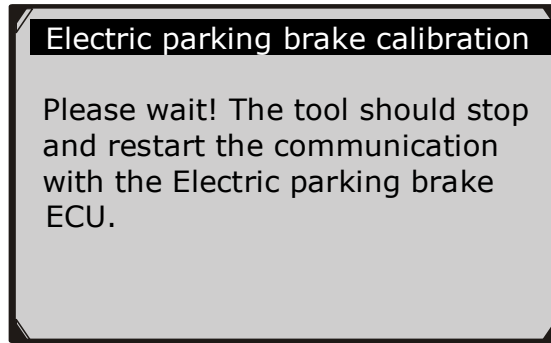 Electric parking brake calibration
Please wait! The tool should stop
and restart the communication
with the Electric parking brake
ECU.